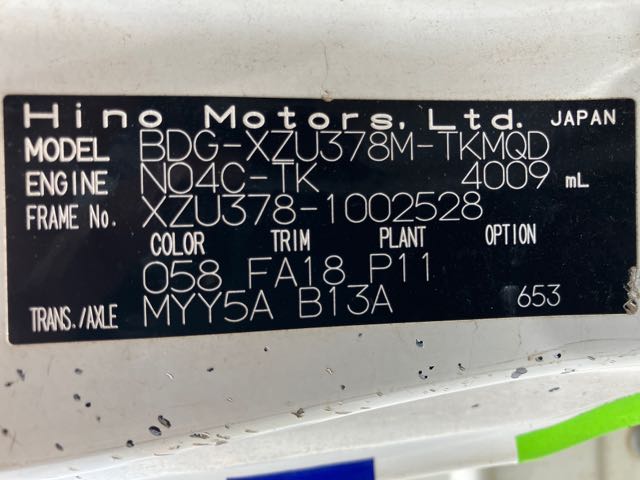 Hino Motors, Ltd. JAPAN
MODEL BDG-XZU378M-TKMQD
ENGINE N04C-TK 4009 mL
FRAME No. XZU378-1002528
COLOR TRIM PLANT OPTION
058 FA18 P11
TRANS./AXLE MYY5A B13A 653